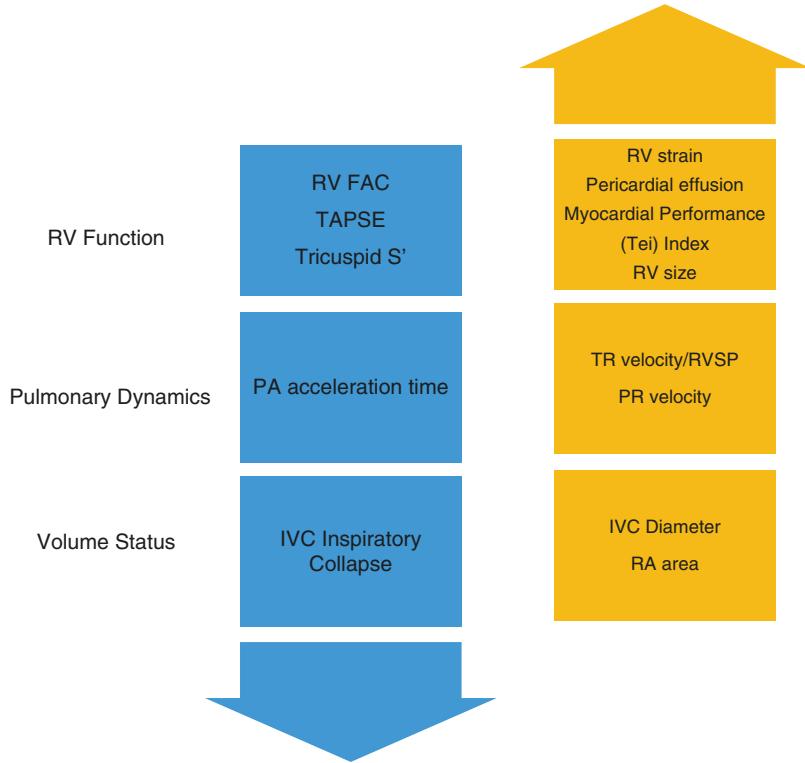 RV Function
RV FAC
TAPSE
Tricuspid S’
RV strain
Pericardial effusion
Myocardial Performance
(Tei) Index
RV size
Pulmonary Dynamics
PA acceleration time
TR velocity/RVSP
PR velocity
Volume Status
IVC Inspiratory
Collapse
IVC Diameter
RA area